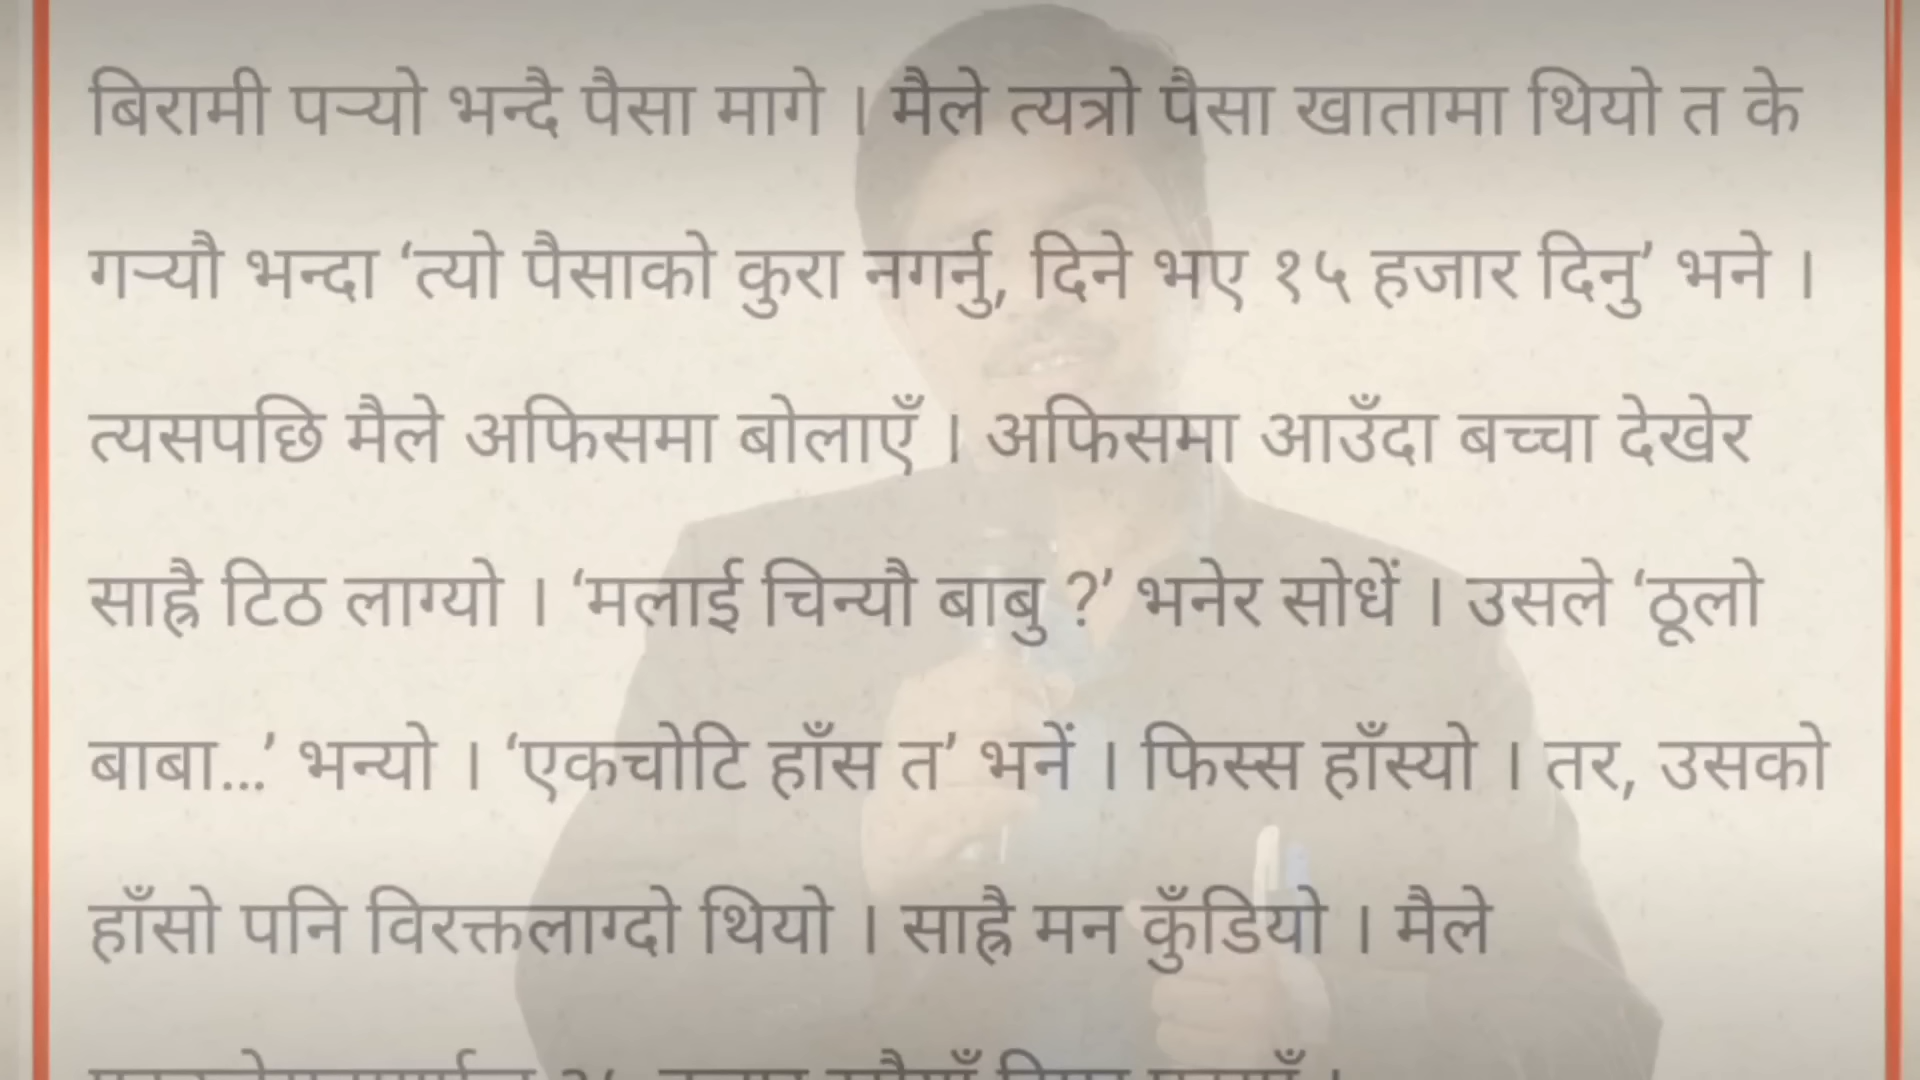 बिरामी पऱ्यो भन्दै पैसा मागे । मैले त्यत्रो पैसा खातामा थियो त के
गऱ्यौ भन्दा ‘त्यो पैसाको कुरा नगर्नु, दिने भए १५ हजार दिनु’ भने ।
त्यसपछि मैले अफिसमा बोलाएँ । अफिसमा आउँदा बच्चा देखेर
साह्रै टिठ लाग्यो । ‘मलाई चिन्यौ बाबु ?’ भनेर सोधें । उसले ‘ठूलो
बाबा...’ भन्यो । ‘एकचोटि हाँस त’ भनें । फिस्स हाँस्यो । तर, उसको
हाँसो पनि विरक्तलाग्दो थियो । साह्रै मन कुँडियो । मैले